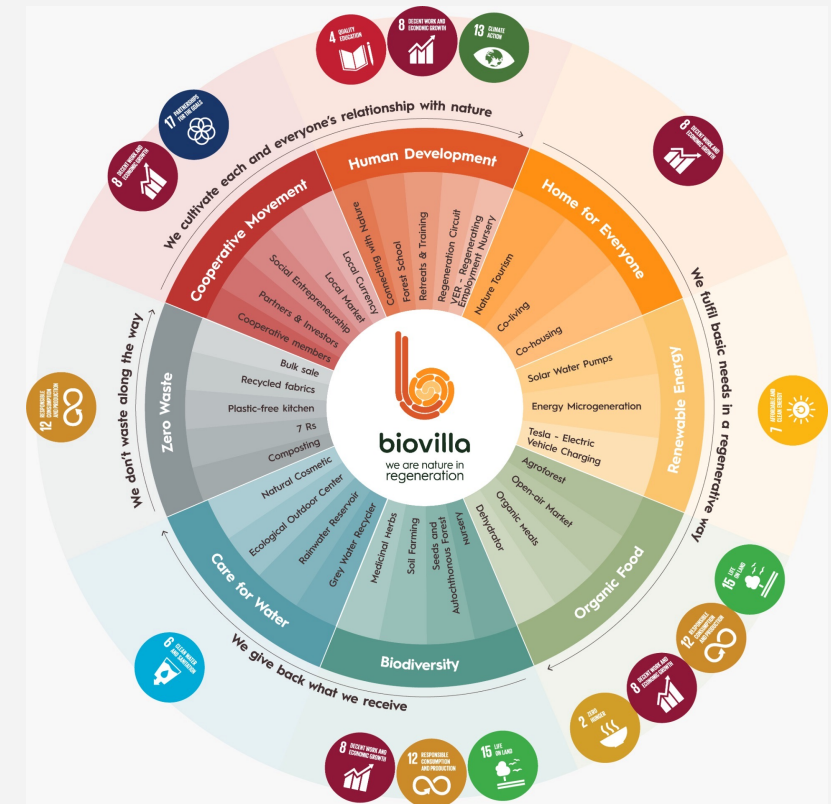 4 QUALITY
EDUCATION
8 DECENT WORK AND
ECONOMIC GROWTH
13 CLIMATE
ACTION
17 PARTNERSHIPS
FOR THE GOALS
8 DECENT WORK AND
ECONOMIC GROWTH
8 DECENT WORK AND
ECONOMIC GROWTH
We cultivate each and everyone's relationship with nature
Cooperative Movement
Cooperative members
Partners & Investors
Social Entrepreneurship
Local Market
Local Currency
Human Development
Connecting with Nature
Forest School
Retreats & Training
Regeneration Circuit
VER - Regenerating
Employment Nursery
Home for Everyone
Nature Tourism
Co-living
Co-housing
We fulfil basic needs in a regenerative way
Renewable Energy
Solar Water Pumps
Energy Microgeneration
Tesla - Electric
Vehicle Charging
7 AFFORDABLE AND
CLEAN ENERGY
Organic Food
Agroforest
Open-air Market
Organic Meals
Dehydrator
15 LIFE
ON LAND
12 RESPONSIBLE
CONSUMPTION
AND PRODUCTION
8 DECENT WORK AND
ECONOMIC GROWTH
2 ZERO
HUNGER
Biodiversity
Nursery
Seeds and
Autochthonous Forest
Soil Farming
Medicinal Herbs
15 LIFE
ON LAND
12 RESPONSIBLE
CONSUMPTION
AND PRODUCTION
8 DECENT WORK AND
ECONOMIC GROWTH
We give back what we receive
Care for Water
Grey Water Recycler
Rainwater Reservoir
Ecological Outdoor Center
Natural Cosmetic
6 CLEAN WATER
AND SANITATION
We don't waste along the way
Zero Waste
Composting
7 Rs
Plastic-free kitchen
Recycled fabrics
Bulk sale
12 RESPONSIBLE
CONSUMPTION
AND PRODUCTION
biovilla
we are nature in
regeneration